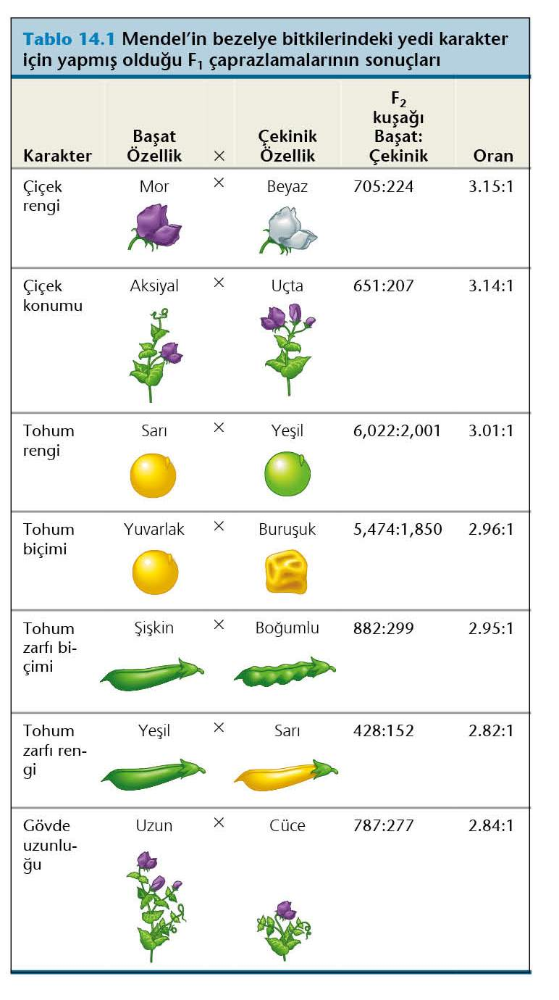 Tablo 14.1 Mendel’in bezelye bitkilerindeki yedi karakter
için yapmış olduğu F1 çaprazlamalarının sonuçları
F2
kuşağı
Başat Çekinik Başat:
Karakter Özellik × Özellik Çekinik Oran
Çiçek Mor × Beyaz 705:224 3.15:1
rengi
Çiçek Aksiyal × Uçta 651:207 3.14:1
konumu
Tohum Sarı × Yeşil 6,022:2,001 3.01:1
rengi
Tohum Yuvarlak × Buruşuk 5,474:1,850 2.96:1
biçimi
Tohum Şişkin × Boğumlu 882:299 2.95:1
zarfı bi-
çimi
Tohum Yeşil × Sarı 428:152 2.82:1
zarfı ren-
gi
Gövde Uzun × Cüce 787:277 2.84:1
uzunlu-
ğu